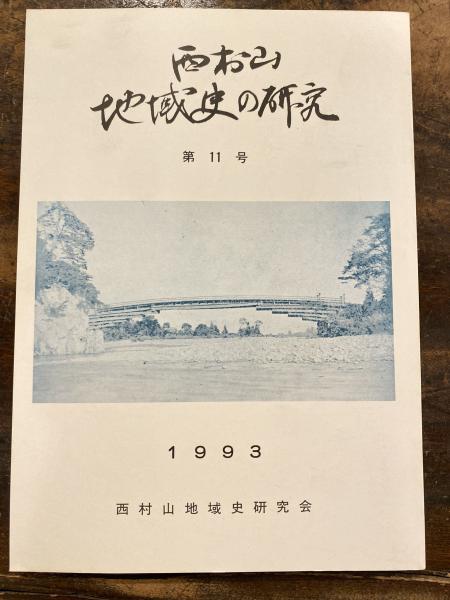 西村山
地域史の研究
第 11 号
1993
西村山地域史研究会